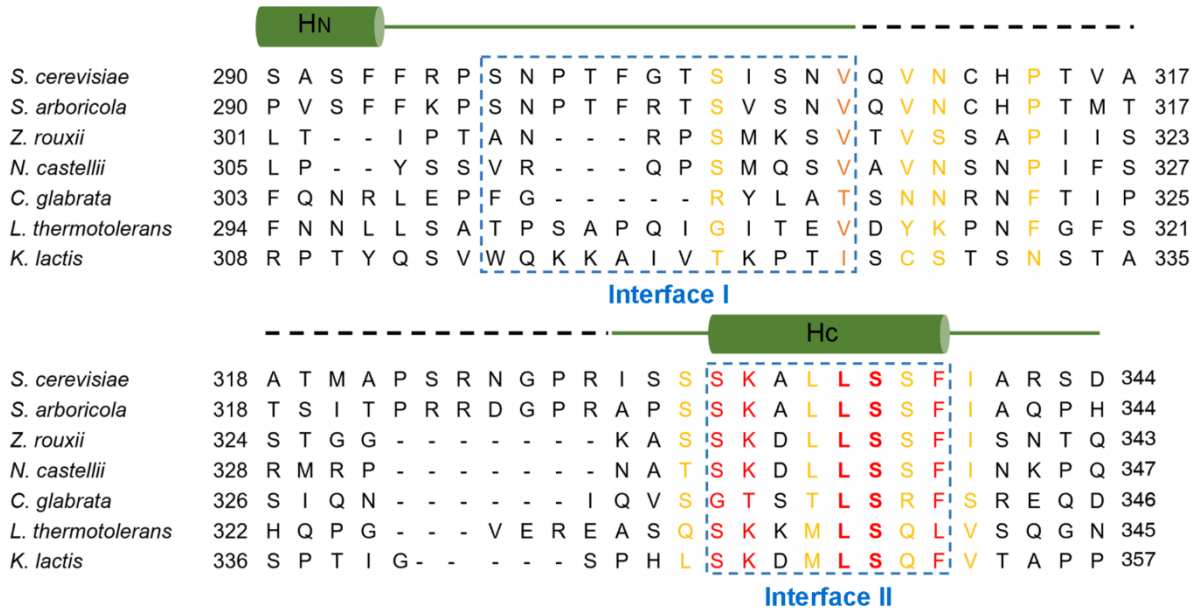 HN
S. cerevisiae 290 S A S F F R P S N P T F G T S I S N V Q V N C H P T V A 317
S. arboricola 290 P V S F F K P S N P T F R T S V S N V Q V N C H P T M T 317
Z. rouxii 301 L T - - I P T A N - - - R P S M K S V T V S S A P I I S 323
N. castellii 305 L P - - Y S S V R - - - Q P S M Q S V A V N S N P I F S 327
C. glabrata 303 F Q N R L E P F G - - - - - R Y L A T S N N R N F T I P 325
L. thermotolerans 294 F N N L L S A T P S A P Q I G I T E V D Y K P N F G F S 321
K. lactis 308 R P T Y Q S V W Q K K A I V T K P T I S C S T S N S T A 335
Interface I
HC
S. cerevisiae 318 A T M A P S R N G P R I S S S K A L L S S F I A R S D 344
S. arboricola 318 T S I T P R R D G P R A P S S K A L L S S F I A Q P H 344
Z. rouxii 324 S T G G - - - - - - - K A S S K D L L S S F I S N T Q 343
N. castellii 328 R M R P - - - - - - - N A T S K D L L S S F I N K P Q 347
C. glabrata 326 S I Q N - - - - - - I Q V S G T S T L S R F S R E Q D 346
L. thermotolerans 322 H Q P G - - - V E R E A S Q S K K M L S Q L V S Q G N 345
K. lactis 336 S P T I G - - - - - S P H L S K D M L S Q F V T A P P 357
Interface II